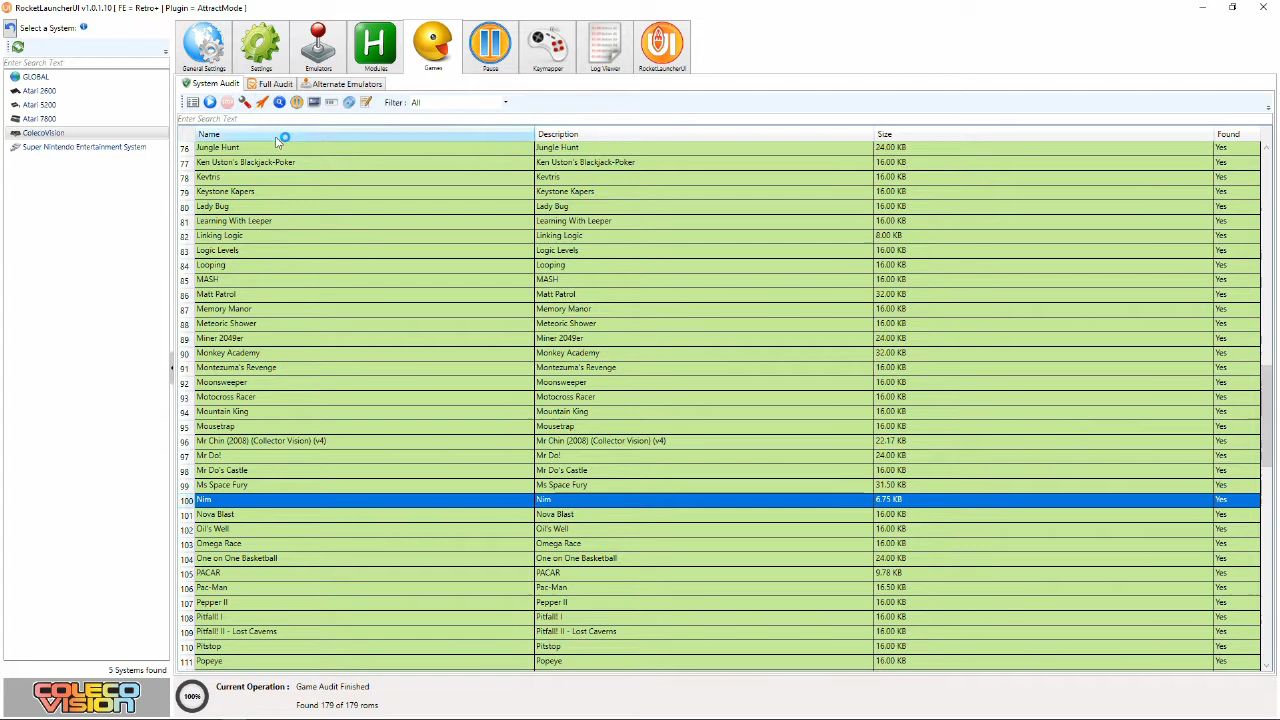 RocketLauncherUI v1.0.1.10 | FE = Retro+ | Plugin = AttractMode
Select a System:
Enter Search Text
GLOBAL
Atari 2600
Atari 5200
Atari 7800
ColecoVision
Super Nintendo Entertainment System
5 Systems found
COLECO
VISION
General Settings
Settings
Emulators
Modules
Games
Pause
Keymapper
Log Viewer
RocketLauncherUI
System Audit
Full Audit
Alternate Emulators
Filter : All
Enter Search Text
Name Description Size Found
76 Jungle Hunt Jungle Hunt 24.00 KB Yes
77 Ken Uston's Blackjack-Poker Ken Uston's Blackjack-Poker 16.00 KB Yes
78 Kevtris Kevtris 16.00 KB Yes
79 Keystone Kapers Keystone Kapers 16.00 KB Yes
80 Lady Bug Lady Bug 16.00 KB Yes
81 Learning With Leeper Learning With Leeper 16.00 KB Yes
82 Linking Logic Linking Logic 8.00 KB Yes
83 Logic Levels Logic Levels 16.00 KB Yes
84 Looping Looping 16.00 KB Yes
85 MASH MASH 16.00 KB Yes
86 Matt Patrol Matt Patrol 32.00 KB Yes
87 Memory Manor Memory Manor 16.00 KB Yes
88 Meteoric Shower Meteoric Shower 16.00 KB Yes
89 Miner 2049er Miner 2049er 24.00 KB Yes
90 Monkey Academy Monkey Academy 32.00 KB Yes
91 Montezuma's Revenge Montezuma's Revenge 16.00 KB Yes
92 Moonsweeper Moonsweeper 16.00 KB Yes
93 Motocross Racer Motocross Racer 16.00 KB Yes
94 Mountain King Mountain King 16.00 KB Yes
95 Mousetrap Mousetrap 16.00 KB Yes
96 Mr Chin (2008) (Collector Vision) (v4) Mr Chin (2008) (Collector Vision) (v4) 22.17 KB Yes
97 Mr Do! Mr Do! 24.00 KB Yes
98 Mr Do's Castle Mr Do's Castle 16.00 KB Yes
99 Ms Space Fury Ms Space Fury 31.50 KB Yes
100 Nim Nim 6.75 KB Yes
101 Nova Blast Nova Blast 16.00 KB Yes
102 Oil's Well Oil's Well 16.00 KB Yes
103 Omega Race Omega Race 16.00 KB Yes
104 One on One Basketball One on One Basketball 24.00 KB Yes
105 PACAR PACAR 9.78 KB Yes
106 Pac-Man Pac-Man 16.50 KB Yes
107 Pepper II Pepper II 16.00 KB Yes
108 Pitfall! I Pitfall! I 16.00 KB Yes
109 Pitfall! II - Lost Caverns Pitfall! II - Lost Caverns 16.00 KB Yes
110 Pitstop Pitstop 16.00 KB Yes
111 Popeye Popeye 16.00 KB Yes
100%
Current Operation : Game Audit Finished
Found 179 of 179 roms